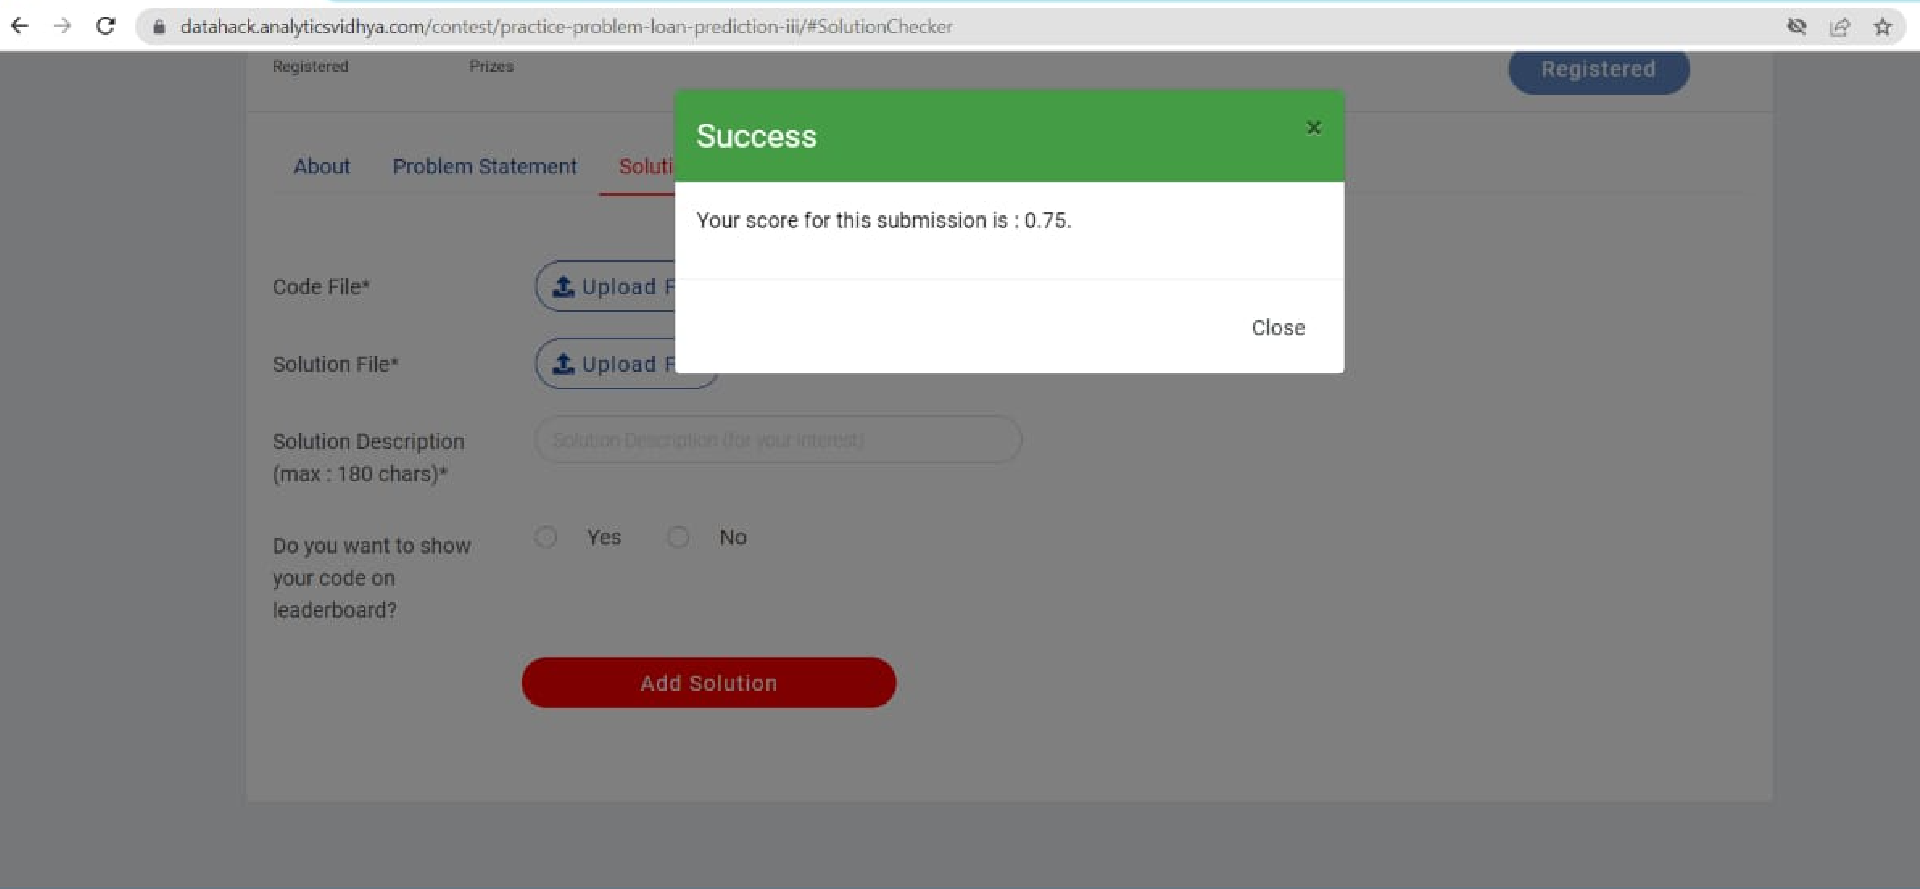 datahack.analyticsvidhya.com/contest/practice-problem-loan-prediction-iii/#SolutionChecker
Registered Prizes Registered
Success ×
About Problem Statement Soluti
Your score for this submission is : 0.75.
Code File* Upload F
Close
Solution File* Upload F
Solution Description
(max : 180 chars)*
Solution Description (for your interest)
Do you want to show
your code on
leaderboard?
Yes No
Add Solution